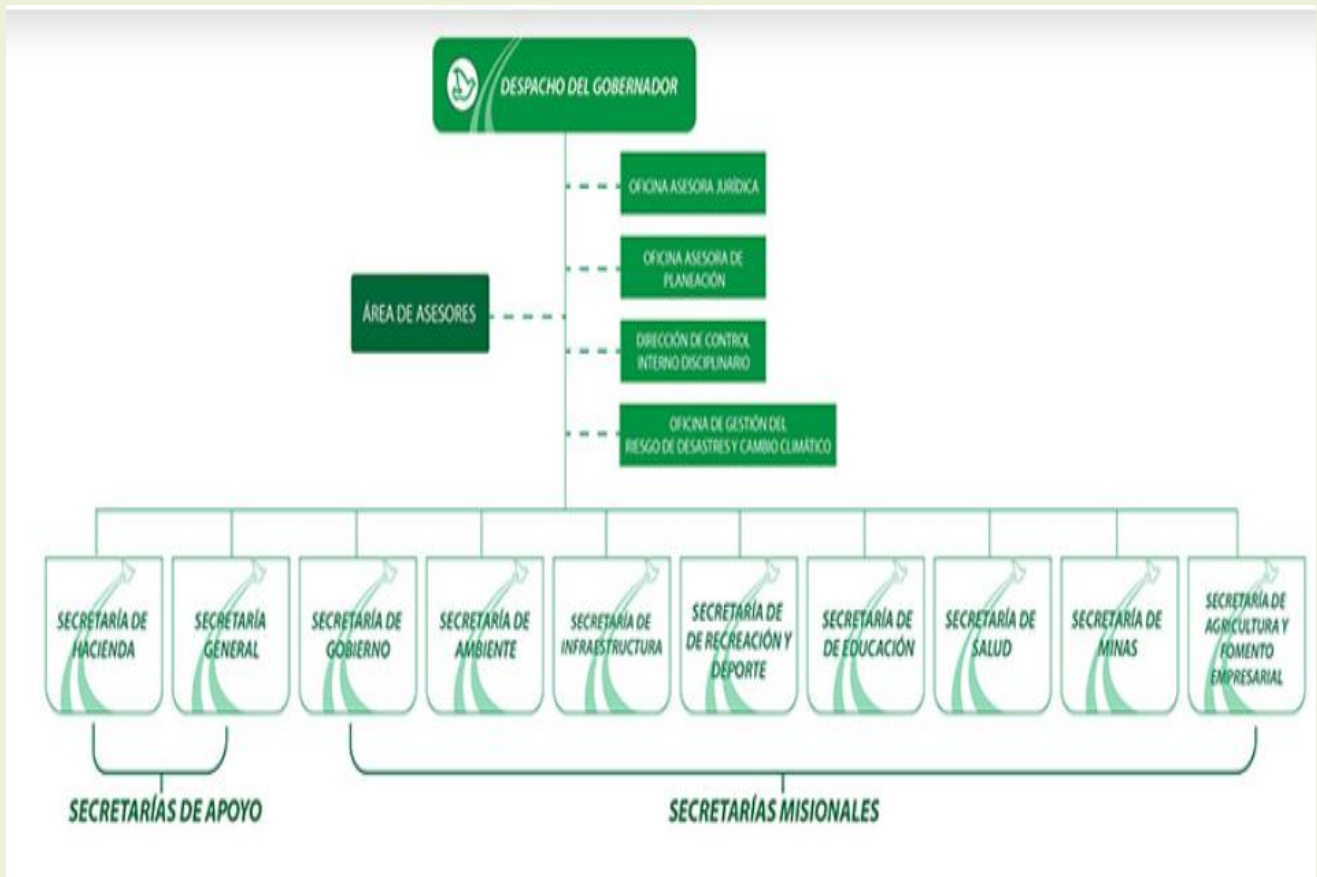 DESPACHO DEL GOBERNADOR
OFICINA ASESORA JURÍDICA
OFICINA ASESORA DE
PLANEACIÓN
ÁREA DE ASESORES
DIRECCIÓN DE CONTROL
INTERNO DISCIPLINARIO
OFICINA DE GESTIÓN DEL
RIESGO DE DESASTRES Y CAMBIO CLIMÁTICO
SECRETARÍA DE
HACIENDA
SECRETARÍA
GENERAL
SECRETARÍA DE
GOBIERNO
SECRETARÍA DE
AMBIENTE
SECRETARÍA DE
INFRAESTRUCTURA
SECRETARÍA DE
DE RECREACIÓN Y
DEPORTE
SECRETARÍA DE
DE EDUCACIÓN
SECRETARÍA DE
SALUD
SECRETARÍA DE
MINAS
SECRETARÍA DE
AGRICULTURA Y
FOMENTO
EMPRESARIAL
SECRETARÍAS DE APOYO
SECRETARÍAS MISIONALES